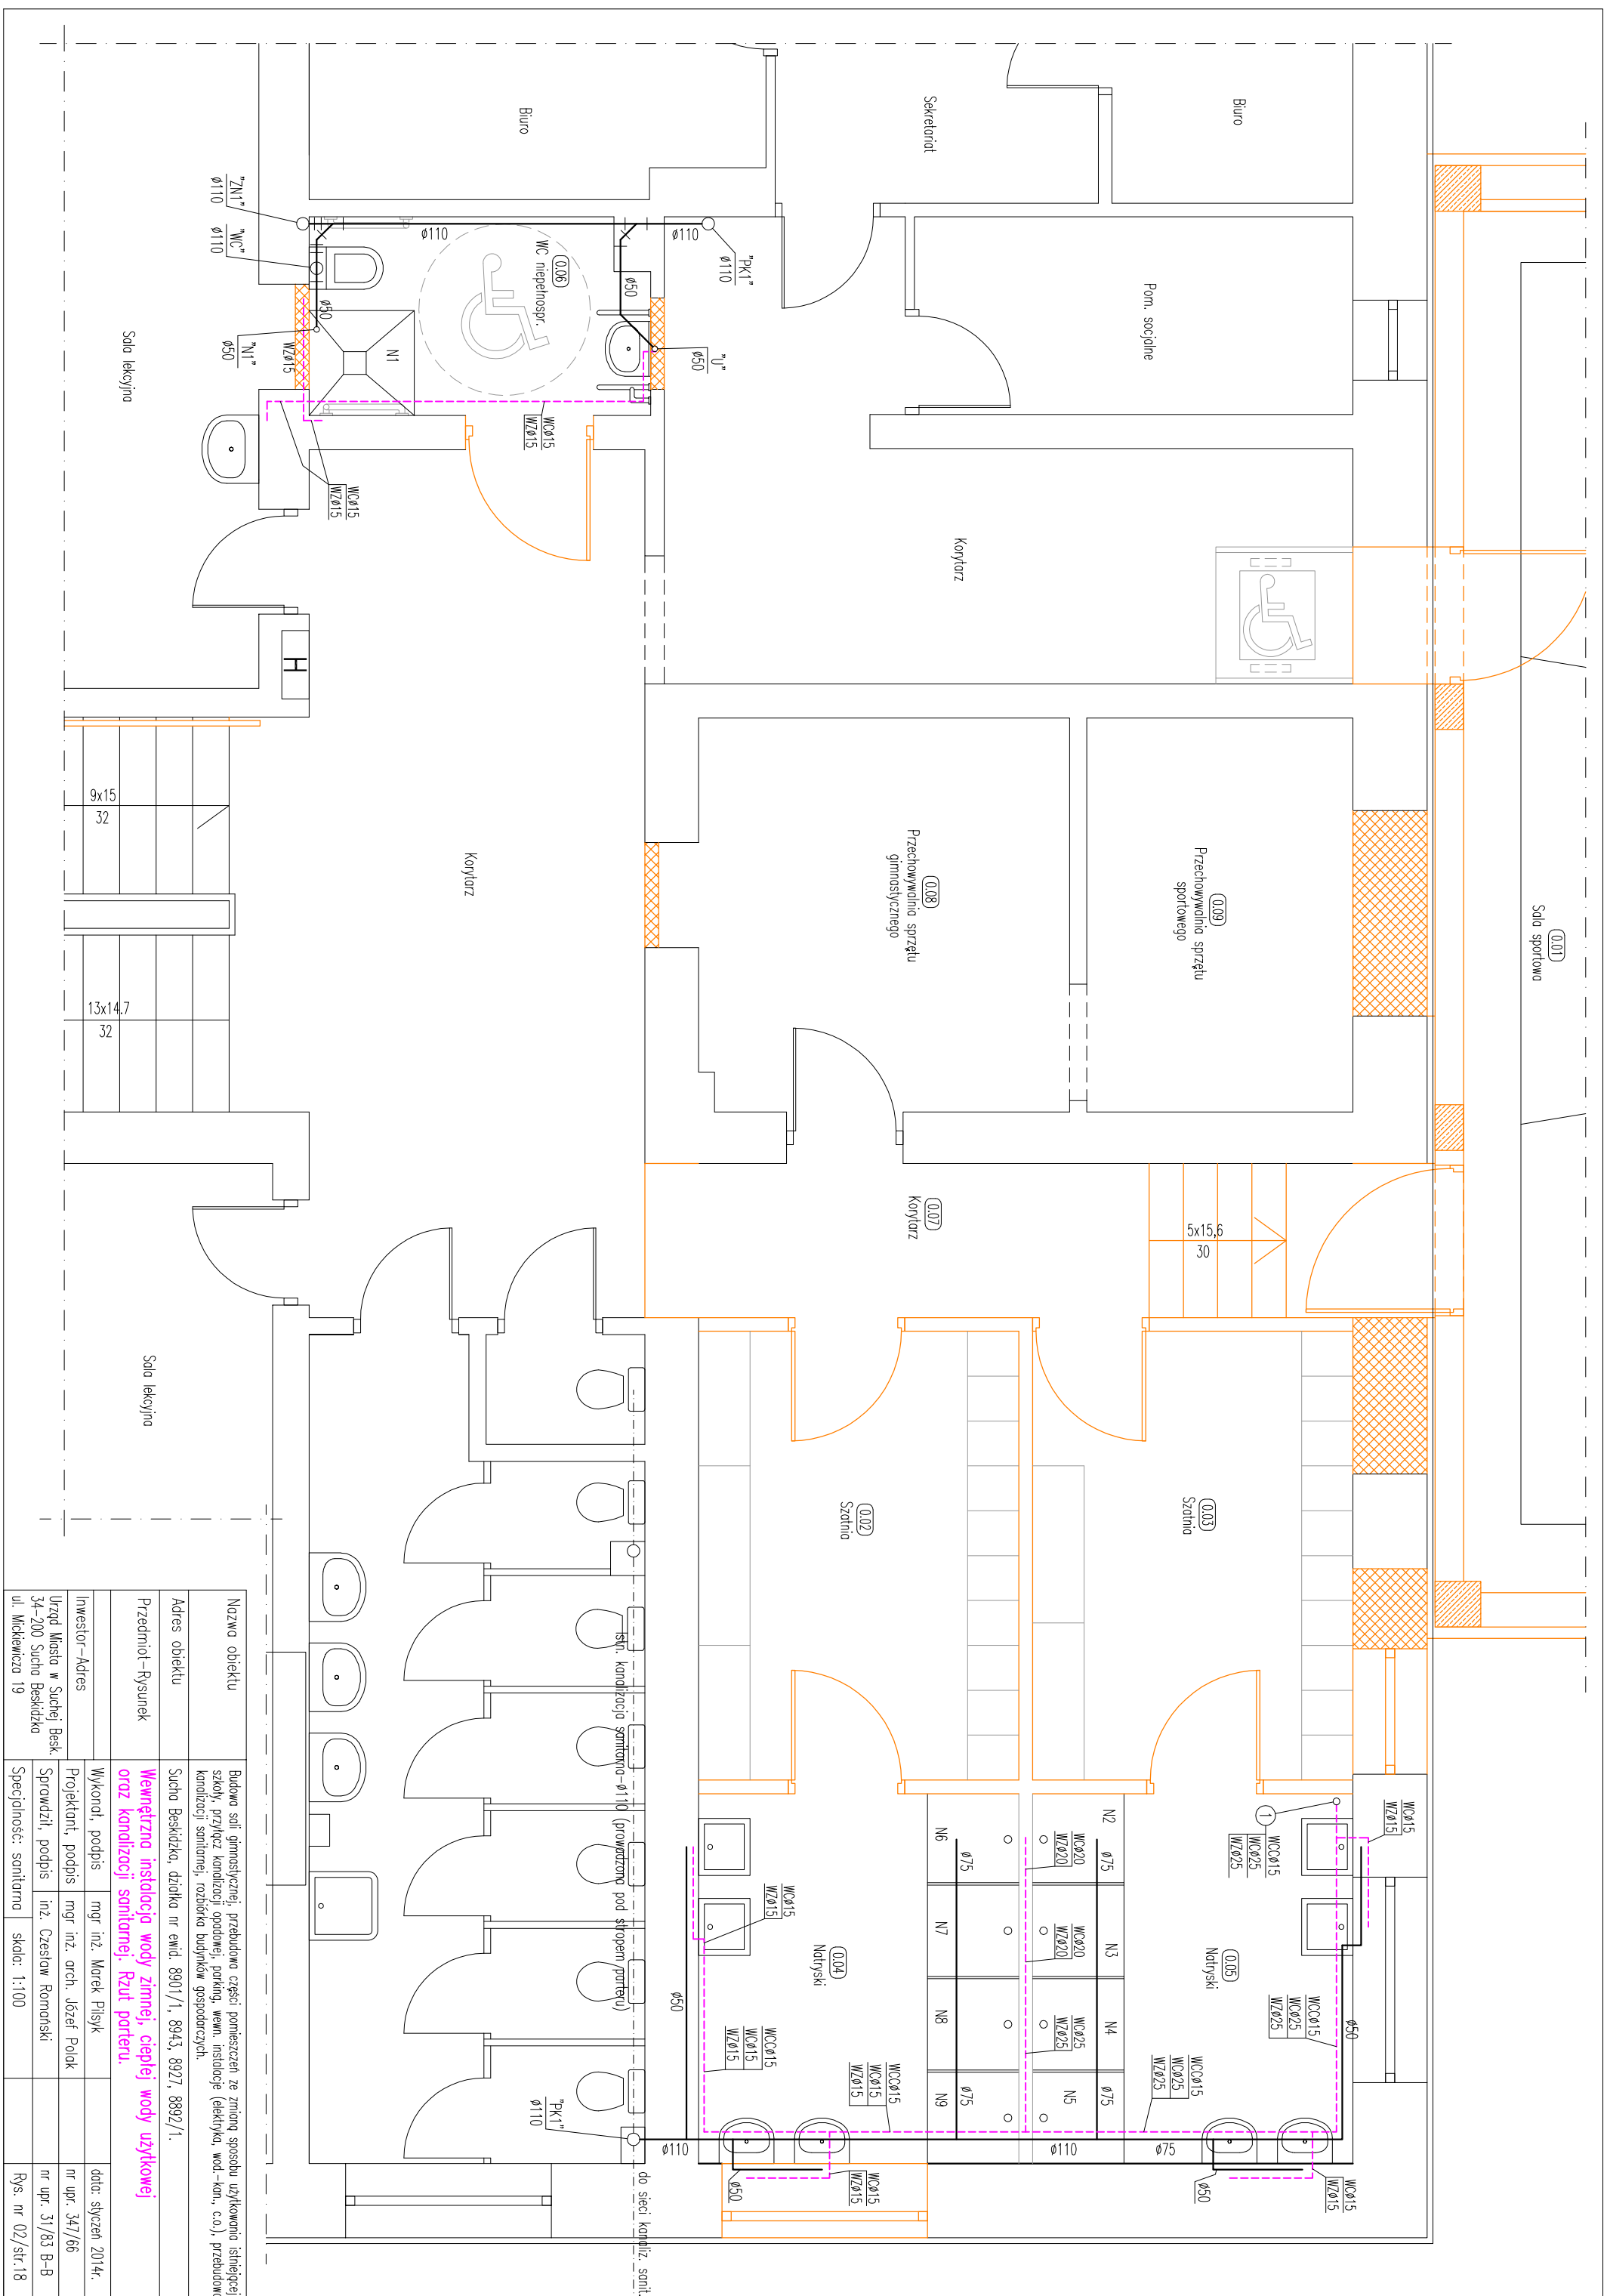 0.01
Sala sportowa
Biuro
Sekretariat
Biuro
Pom. socjalne
Korytarz
"PK1"
ø110
ø110
ø110
"U"
ø50
ø50
0.06
WC niepełnospr.
N1
"ZN1"
ø110
"WC"
ø110
ø50
"N1"
ø50
WZø15
WCø15
WZø15
WCø15
WZø15
Sala lekcyjna
H
Korytarz
9x15
32
13x14.7
32
0.09
Przechowywalnia sprzętu
sportowego
0.08
Przechowywalnia sprzętu
gimnastycznego
0.07
Korytarz
5x15,6
30
0.03
Szatnia
0.02
Szatnia
Sala lekcyjna
WCø15
WZø15
1
WCCø15
WCø25
WZø25
0.05
Natryski
WCCø15
WCø25
WZø25
ø50
WCCø15
WCø25
WZø25
WCø15
WZø15
ø50
N2
N3
N4
N5
ø75
ø75
ø75
WCø20
WZø20
WCø20
WZø20
WCø25
WZø25
ø110
N6
N7
N8
N9
ø75
ø75
0.04
Natryski
WCø15
WZø15
WCCø15
WCø15
WZø15
WCCø15
WCø15
WZø15
WCø15
WZø15
ø50
ø50
ø110
"PK1"
ø110
Istn. kanalizacja sanitarna-ø110 (prowadzona pod stropem parteru)
do sieci kanaliz. sanit.
Nazwa obiektu
Budowa sali gimnastycznej, przebudowa części pomieszczeń ze zmianą sposobu użytkowania istniejącej
szkoły, przyłącz kanalizacji opadowej, parking, wewn. instalacje (elektryka, wod.-kan., c.o.), przebudowa
kanalizacji sanitarnej, rozbiórka budynków gospodarczych.
Adres obiektu
Sucha Beskidzka, działka nr ewid. 8901/1, 8943, 8927, 8892/1.
Przedmiot-Rysunek
Wewnętrzna instalacja wody zimnej, ciepłej wody użytkowej
oraz kanalizacji sanitarnej. Rzut parteru.
Inwestor-Adres
Urząd Miasta w Suchej Besk.
34-200 Sucha Beskidzka
ul. Mickiewicza 19
Wykonał, podpis
mgr inż. Marek Pilsyk
data: styczeń 2014r.
Projektant, podpis
mgr inż. arch. Józef Polak
nr upr. 347/66
Sprawdził, podpis
inż. Czesław Romański
nr upr. 31/83 B-B
Specjalność: sanitarna
skala: 1:100
Rys. nr 02/str.18